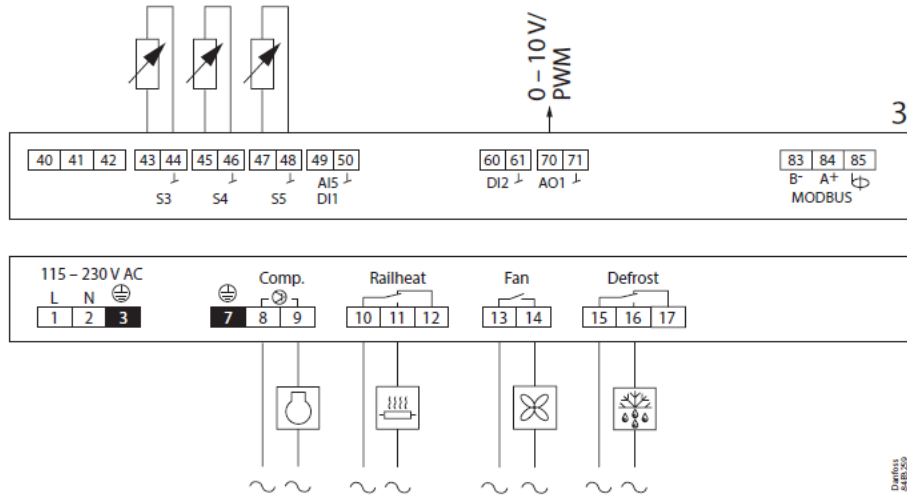 0 – 10 V/
PWM
3
40 41 42 43 44 45 46 47 48 49 50 60 61 70 71 83 84 85
S3 S4 S5 AI5 DI2 AO1 B- A+
DI1 MODBUS
115 – 230 V AC Comp. Railheat Fan Defrost
L N
1 2 3 7 8 9 10 11 12 13 14 15 16 17
Danfoss
84B3259